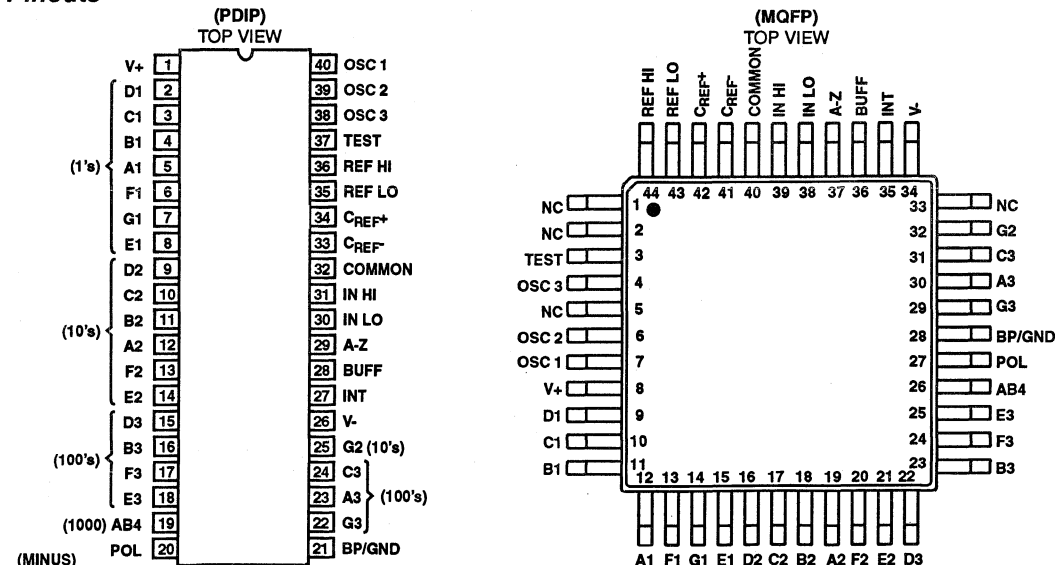 Pinouts
(PDIP)
TOP VIEW
V+ 1 40 OSC 1
D1 2 39 OSC 2
C1 3 38 OSC 3
B1 4 37 TEST
(1's) A1 5 36 REF HI
F1 6 35 REF LO
G1 7 34 CREF+
E1 8 33 CREF-
D2 9 32 COMMON
C2 10 31 IN HI
B2 11 30 IN LO
(10's) A2 12 29 A-Z
F2 13 28 BUFF
E2 14 27 INT
D3 15 26 V-
B3 16 25 G2 (10's)
(100's) F3 17 24 C3
E3 18 23 A3 (100's)
(1000) AB4 19 22 G3
POL 20 21 BP/GND
(MINUS)
(MQFP)
TOP VIEW
REF HI REF LO CREF+ CREF- COMMON IN HI IN LO A-Z BUFF INT V-
44 43 42 41 40 39 38 37 36 35 34
NC 1 33 NC
NC 2 32 G2
TEST 3 31 C3
OSC 3 4 30 A3
NC 5 29 G3
OSC 2 6 28 BP/GND
OSC 1 7 27 POL
V+ 8 26 AB4
D1 9 25 E3
C1 10 24 F3
B1 11 23 B3
12 13 14 15 16 17 18 19 20 21 22
A1 F1 G1 E1 D2 C2 B2 A2 F2 E2 D3